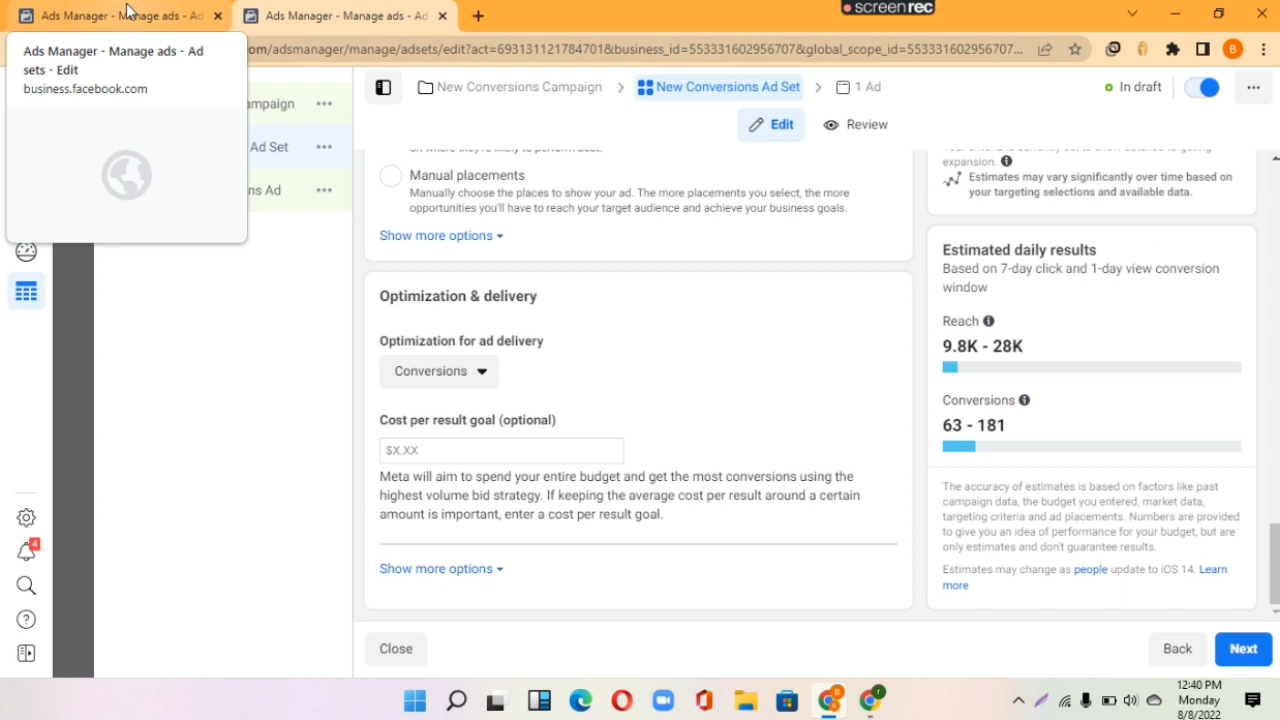 Ads Manager - Manage ads - Ad
Ads Manager - Manage ads - Ad
screenrec
Ads Manager - Manage ads - Ad
sets - Edit
business.facebook.com
om/adsmanager/manage/adsets/edit?act=693131121784701&business_id=553331602956707&global_scope_id=553331602956707...
B
ampaign
Ad Set
ns Ad
New Conversions Campaign
New Conversions Ad Set
1 Ad
In draft
Edit
Review
on where they're likely to perform best.
Manual placements
Manually choose the places to show your ad. The more placements you select, the more
opportunities you'll have to reach your target audience and achieve your business goals.
Show more options
Optimization & delivery
Optimization for ad delivery
Conversions
Cost per result goal (optional)
$X.XX
Meta will aim to spend your entire budget and get the most conversions using the
highest volume bid strategy. If keeping the average cost per result around a certain
amount is important, enter a cost per result goal.
Show more options
expansion.
Estimates may vary significantly over time based on
your targeting selections and available data.
Estimated daily results
Based on 7-day click and 1-day view conversion
window
Reach
9.8K - 28K
Conversions
63 - 181
The accuracy of estimates is based on factors like past
campaign data, the budget you entered, market data,
targeting criteria and ad placements. Numbers are provided
to give you an idea of performance for your budget, but are
only estimates and don't guarantee results.
Estimates may change as people update to iOS 14. Learn
more
4
Close
Back
Next
12:40 PM
Monday
8/8/2022